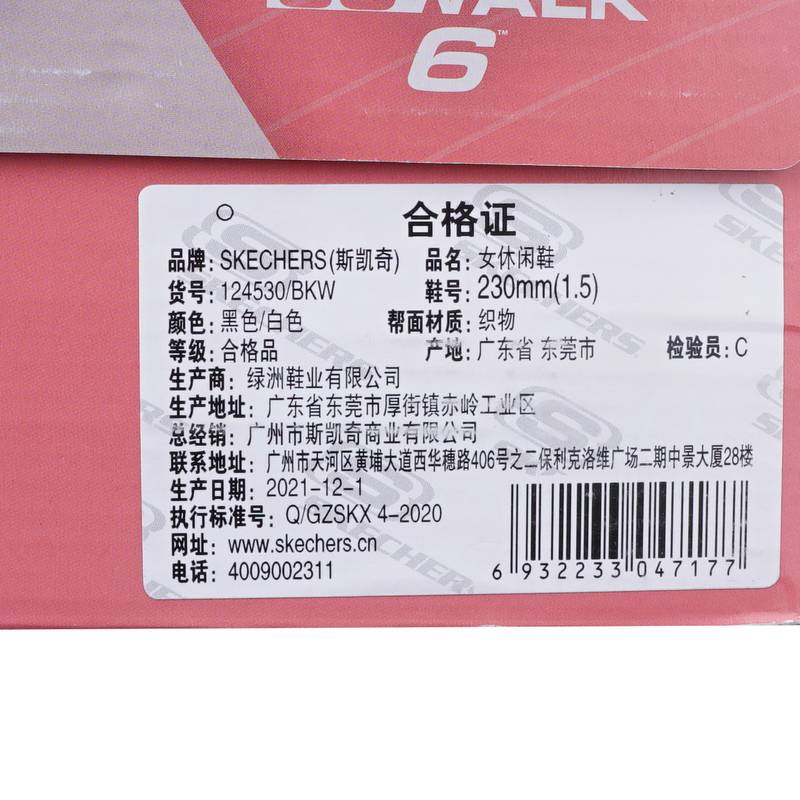 GOWALK
6™
合格证
品牌: SKECHERS(斯凯奇) 品名: 女休闲鞋
货号: 124530/BKW 鞋号: 230mm(1.5)
颜色: 黑色/白色 帮面材质: 织物
等级: 合格品 产地: 广东省 东莞市 检验员: C
生产商: 绿洲鞋业有限公司
生产地址: 广东省东莞市厚街镇赤岭工业区
总经销: 广州市斯凯奇商业有限公司
联系地址: 广州市天河区黄埔大道西华穗路406号之二保利克洛维广场二期中景大厦28楼
生产日期: 2021-12-1
执行标准号: Q/GZSKX 4-2020
网址: www.skechers.cn
电话: 4009002311
6 932233 047177
SKECHERS
SKECHERS
SKECHERS